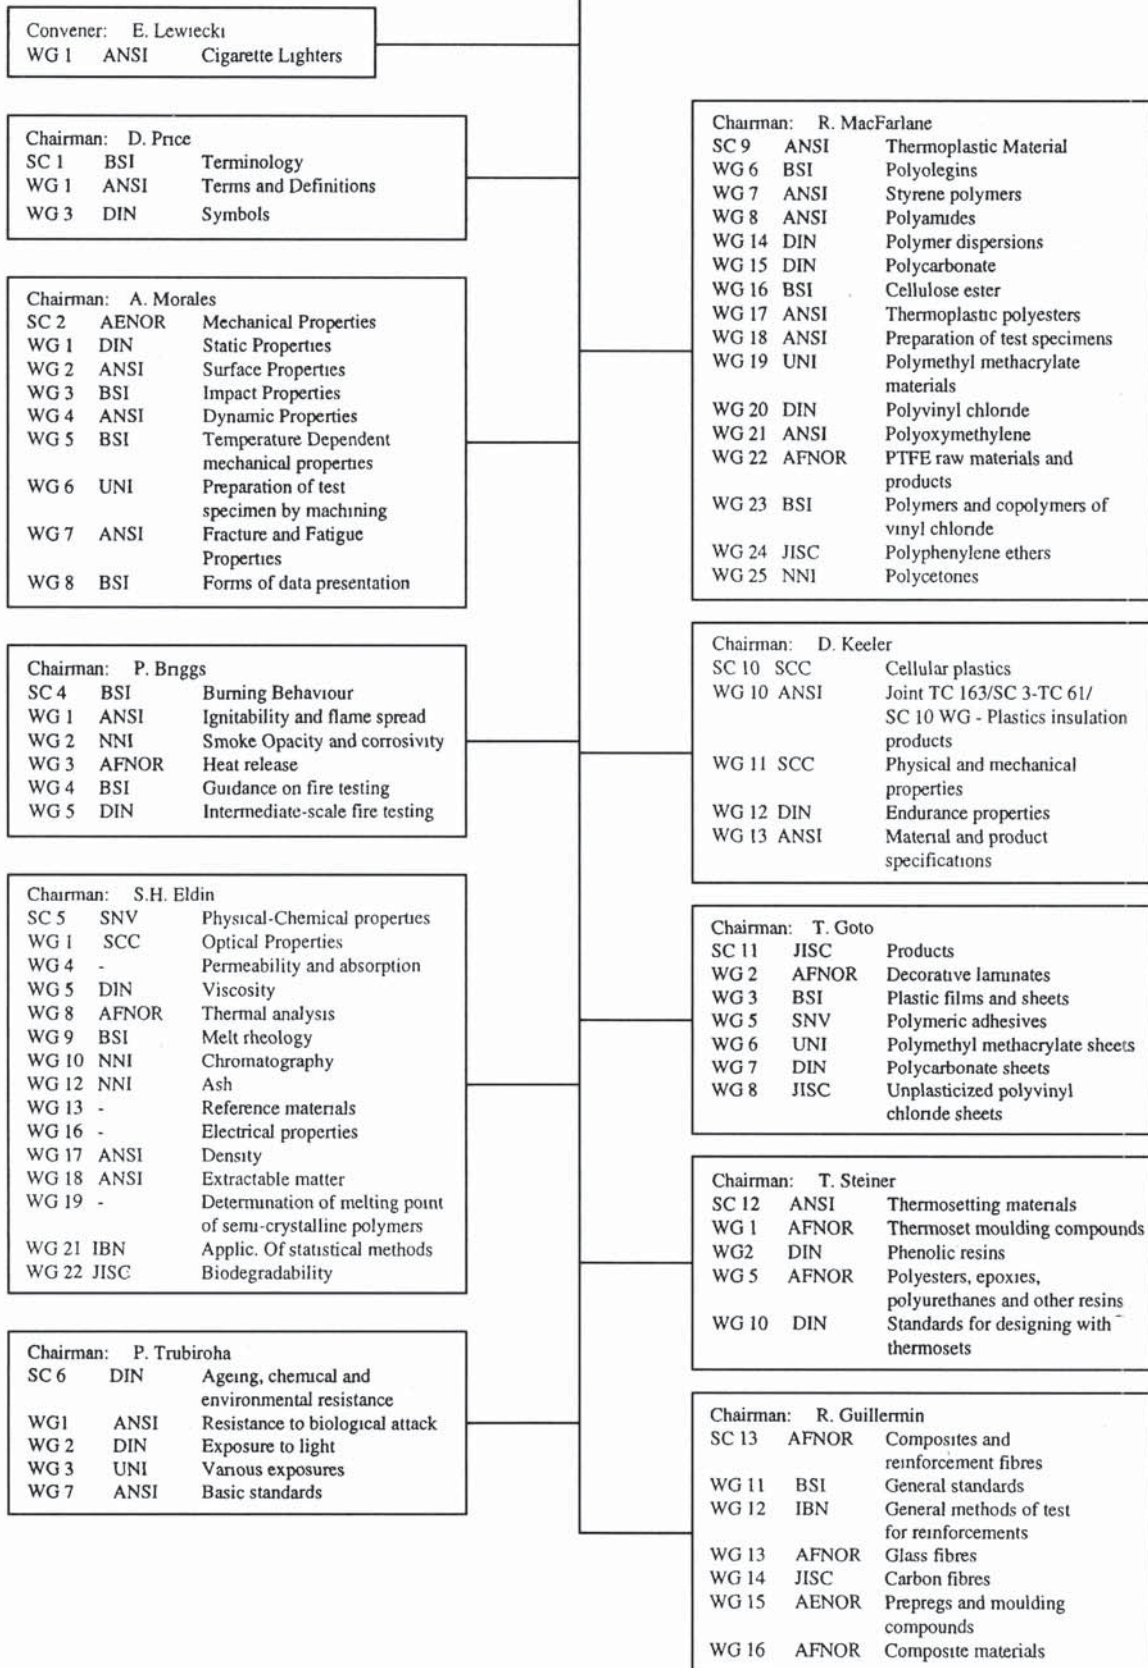 Convener: E. Lewiecki
WG 1 ANSI Cigarette Lighters
Chairman: D. Price
SC 1 BSI Terminology
WG 1 ANSI Terms and Definitions
WG 3 DIN Symbols
Chairman: A. Morales
SC 2 AENOR Mechanical Properties
WG 1 DIN Static Properties
WG 2 ANSI Surface Properties
WG 3 BSI Impact Properties
WG 4 ANSI Dynamic Properties
WG 5 BSI Temperature Dependent
mechanical properties
WG 6 UNI Preparation of test
specimen by machining
WG 7 ANSI Fracture and Fatigue
Properties
WG 8 BSI Forms of data presentation
Chairman: P. Briggs
SC 4 BSI Burning Behaviour
WG 1 ANSI Ignitability and flame spread
WG 2 NNI Smoke Opacity and corrosivity
WG 3 AFNOR Heat release
WG 4 BSI Guidance on fire testing
WG 5 DIN Intermediate-scale fire testing
Chairman: S.H. Eldin
SC 5 SNV Physical-Chemical properties
WG 1 SCC Optical Properties
WG 4 - Permeability and absorption
WG 5 DIN Viscosity
WG 8 AFNOR Thermal analysis
WG 9 BSI Melt rheology
WG 10 NNI Chromatography
WG 12 NNI Ash
WG 13 - Reference materials
WG 16 - Electrical properties
WG 17 ANSI Density
WG 18 ANSI Extractable matter
WG 19 - Determination of melting point
of semi-crystalline polymers
WG 21 IBN Applic. Of statistical methods
WG 22 JISC Biodegradability
Chairman: P. Trubiroha
SC 6 DIN Ageing, chemical and
environmental resistance
WG1 ANSI Resistance to biological attack
WG 2 DIN Exposure to light
WG 3 UNI Various exposures
WG 7 ANSI Basic standards
Chairman: R. MacFarlane
SC 9 ANSI Thermoplastic Material
WG 6 BSI Polyolegins
WG 7 ANSI Styrene polymers
WG 8 ANSI Polyamides
WG 14 DIN Polymer dispersions
WG 15 DIN Polycarbonate
WG 16 BSI Cellulose ester
WG 17 ANSI Thermoplastic polyesters
WG 18 ANSI Preparation of test specimens
WG 19 UNI Polymethyl methacrylate
materials
WG 20 DIN Polyvinyl chloride
WG 21 ANSI Polyoxymethylene
WG 22 AFNOR PTFE raw materials and
products
WG 23 BSI Polymers and copolymers of
vinyl chloride
WG 24 JISC Polyphenylene ethers
WG 25 NNI Polycetones
Chairman: D. Keeler
SC 10 SCC Cellular plastics
WG 10 ANSI Joint TC 163/SC 3-TC 61/
SC 10 WG - Plastics insulation
products
WG 11 SCC Physical and mechanical
properties
WG 12 DIN Endurance properties
WG 13 ANSI Material and product
specifications
Chairman: T. Goto
SC 11 JISC Products
WG 2 AFNOR Decorative laminates
WG 3 BSI Plastic films and sheets
WG 5 SNV Polymeric adhesives
WG 6 UNI Polymethyl methacrylate sheets
WG 7 DIN Polycarbonate sheets
WG 8 JISC Unplasticized polyvinyl
chloride sheets
Chairman: T. Steiner
SC 12 ANSI Thermosetting materials
WG 1 AFNOR Thermoset moulding compounds
WG2 DIN Phenolic resins
WG 5 AFNOR Polyesters, epoxies,
polyurethanes and other resins
WG 10 DIN Standards for designing with
thermosets
Chairman: R. Guillermin
SC 13 AFNOR Composites and
reinforcement fibres
WG 11 BSI General standards
WG 12 IBN General methods of test
for reinforcements
WG 13 AFNOR Glass fibres
WG 14 JISC Carbon fibres
WG 15 AENOR Prepregs and moulding
compounds
WG 16 AFNOR Composite materials